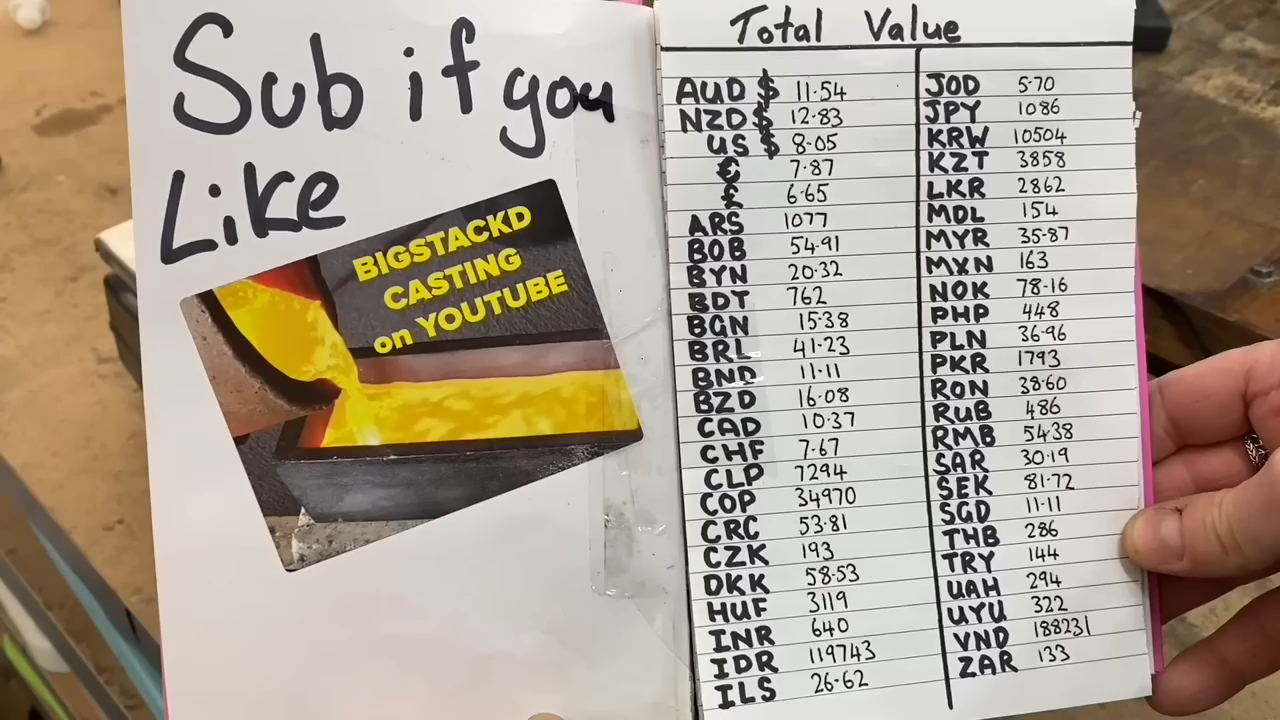 Sub if you
Like
BIGSTACKD
CASTING
on YOUTUBE
Total Value
AUD $ 11.54
NZD $ 12.83
US $ 8.05
€ 7.87
£ 6.65
ARS 1077
BOB 54.91
BYN 20.32
BDT 762
BGN 15.38
BRL 41.23
BND 11.11
BZD 16.08
CAD 10.37
CHF 7.67
CLP 7294
COP 34970
CRC 53.81
CZK 193
DKK 58.53
HUF 3119
INR 640
IDR 119743
ILS 26.62
JOD 5.70
JPY 1086
KRW 10504
KZT 3858
LKR 2862
MDL 154
MYR 35.87
MXN 163
NOK 78.16
PHP 448
PLN 36.96
PKR 1793
RON 38.60
RUB 486
RMB 5438
SAR 30.19
SEK 81.72
SGD 11.11
THB 286
TRY 144
UAH 294
UYU 322
VND 188231
ZAR 133